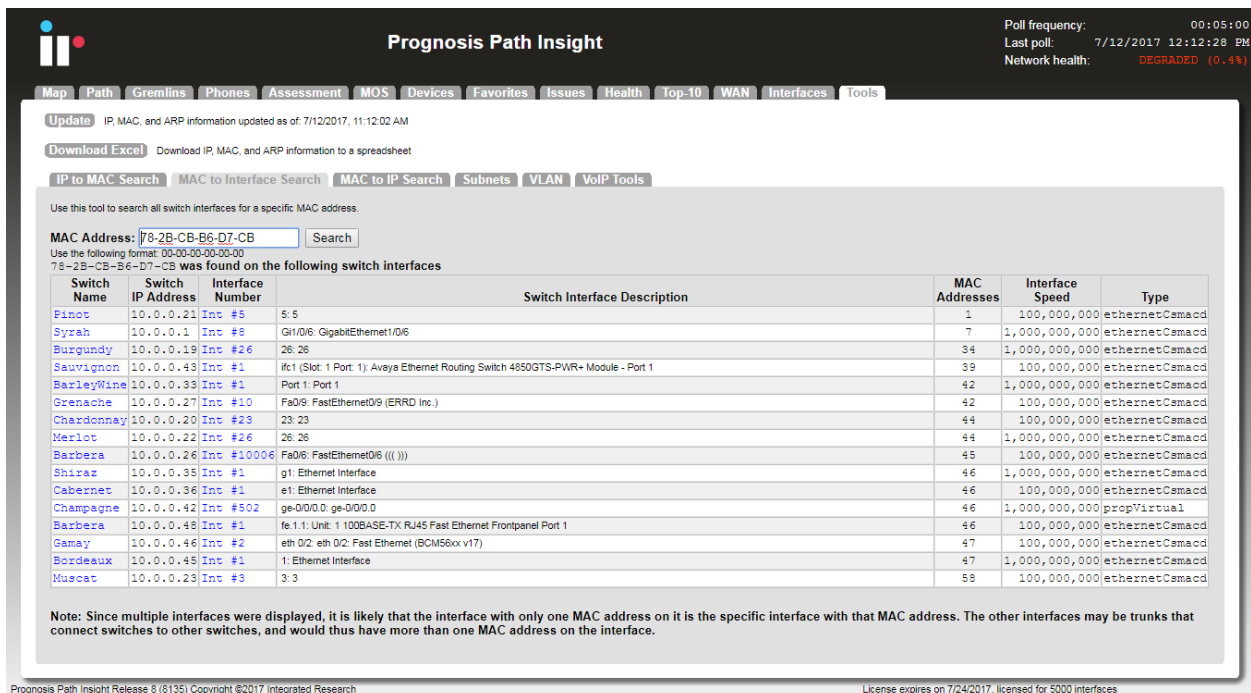 ir
Prognosis Path Insight
Poll frequency: 00:05:00
Last poll: 7/12/2017 12:12:28 PM
Network health: DEGRADED (0.4%)
Map Path Gremlins Phones Assessment MOS Devices Favorites Issues Health Top-10 WAN Interfaces Tools
Update IP, MAC, and ARP information updated as of: 7/12/2017, 11:12:02 AM
Download Excel Download IP, MAC, and ARP information to a spreadsheet
IP to MAC Search MAC to Interface Search MAC to IP Search Subnets VLAN VoIP Tools
Use this tool to search all switch interfaces for a specific MAC address.
MAC Address: 78-2B-CB-B6-D7-CB Search
Use the following format: 00-00-00-00-00-00
78-2B-CB-B6-D7-CB was found on the following switch interfaces
Switch Name Switch IP Address Interface Number Switch Interface Description MAC Addresses Interface Speed Type
Pinot 10.0.0.21 Int #5 5: 5 1 100,000,000 ethernetCsmacd
Syrah 10.0.0.1 Int #8 Gi1/0/6: GigabitEthernet1/0/6 7 1,000,000,000 ethernetCsmacd
Burgundy 10.0.0.19 Int #26 26: 26 34 1,000,000,000 ethernetCsmacd
Sauvignon 10.0.0.43 Int #1 ifc1 (Slot: 1 Port: 1): Avaya Ethernet Routing Switch 4850GTS-PWR+ Module - Port 1 39 100,000,000 ethernetCsmacd
BarleyWine 10.0.0.33 Int #1 Port 1: Port 1 42 1,000,000,000 ethernetCsmacd
Grenache 10.0.0.27 Int #10 Fa0/9: FastEthernet0/9 (ERRD Inc.) 42 100,000,000 ethernetCsmacd
Chardonnay 10.0.0.20 Int #23 23: 23 44 100,000,000 ethernetCsmacd
Merlot 10.0.0.22 Int #26 26: 26 44 1,000,000,000 ethernetCsmacd
Barbera 10.0.0.26 Int #10006 Fa0/6: FastEthernet0/6 ((( ))) 45 100,000,000 ethernetCsmacd
Shiraz 10.0.0.35 Int #1 g1: Ethernet Interface 46 1,000,000,000 ethernetCsmacd
Cabernet 10.0.0.36 Int #1 e1: Ethernet Interface 46 100,000,000 ethernetCsmacd
Champagne 10.0.0.42 Int #502 ge-0/0/0.0: ge-0/0/0.0 46 1,000,000,000 propVirtual
Barbera 10.0.0.48 Int #1 fe.1.1: Unit: 1 100BASE-TX RJ45 Fast Ethernet Frontpanel Port 1 46 100,000,000 ethernetCsmacd
Gamay 10.0.0.46 Int #2 eth 0/2: eth 0/2: Fast Ethernet (BCM56xx v17) 47 100,000,000 ethernetCsmacd
Bordeaux 10.0.0.45 Int #1 1: Ethernet Interface 47 1,000,000,000 ethernetCsmacd
Muscat 10.0.0.23 Int #3 3: 3 58 100,000,000 ethernetCsmacd
Note: Since multiple interfaces were displayed, it is likely that the interface with only one MAC address on it is the specific interface with that MAC address. The other interfaces may be trunks that
connect switches to other switches, and would thus have more than one MAC address on the interface.
Prognosis Path Insight Release 8 (8135) Copyright ©2017 Integrated Research License expires on 7/24/2017, licensed for 5000 interfaces